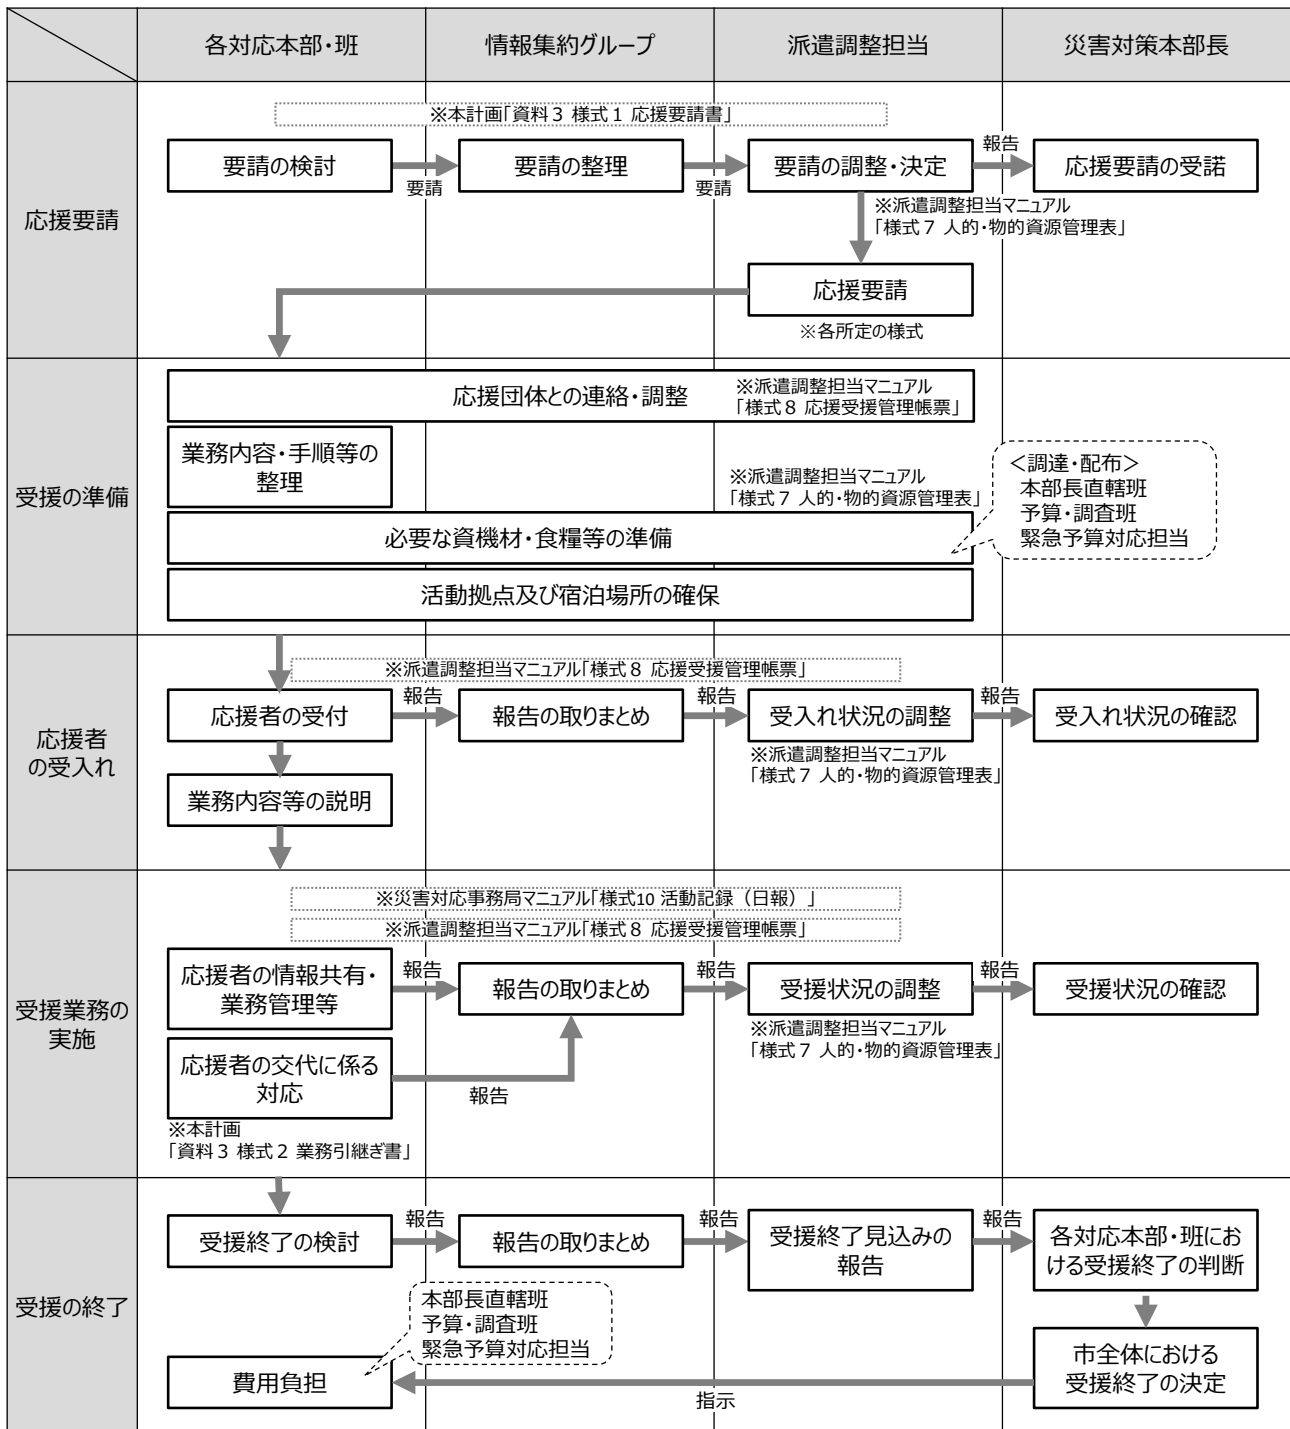 各対応本部・班
情報集約グループ
派遣調整担当
災害対策本部長
応援要請
※本計画「資料3 様式1 応援要請書」
要請の検討
要請
要請の整理
要請
要請の調整・決定
報告
応援要請の受諾
※派遣調整担当マニュアル
「様式7 人的・物的資源管理表」
応援要請
※各所定の様式
受援の準備
応援団体との連絡・調整
※派遣調整担当マニュアル
「様式8 応援受援管理帳票」
業務内容・手順等の
整理
※派遣調整担当マニュアル
「様式7 人的・物的資源管理表」
<調達・配布>
本部長直轄班
予算・調査班
緊急予算対応担当
必要な資機材・食糧等の準備
活動拠点及び宿泊場所の確保
応援者
の受入れ
※派遣調整担当マニュアル「様式8 応援受援管理帳票」
応援者の受付
報告
報告の取りまとめ
報告
受入れ状況の調整
報告
受入れ状況の確認
※派遣調整担当マニュアル
「様式7 人的・物的資源管理表」
業務内容等の説明
受援業務の
実施
※災害対応事務局マニュアル「様式10 活動記録（日報）」
※派遣調整担当マニュアル「様式8 応援受援管理帳票」
応援者の情報共有・
業務管理等
報告
報告の取りまとめ
報告
受援状況の調整
報告
受援状況の確認
※派遣調整担当マニュアル
「様式7 人的・物的資源管理表」
応援者の交代に係る
対応
報告
※本計画
「資料3 様式2 業務引継ぎ書」
受援の終了
受援終了の検討
報告
報告の取りまとめ
報告
受援終了見込みの
報告
報告
各対応本部・班にお
ける受援終了の判断
本部長直轄班
予算・調査班
緊急予算対応担当
費用負担
指示
市全体における
受援終了の決定